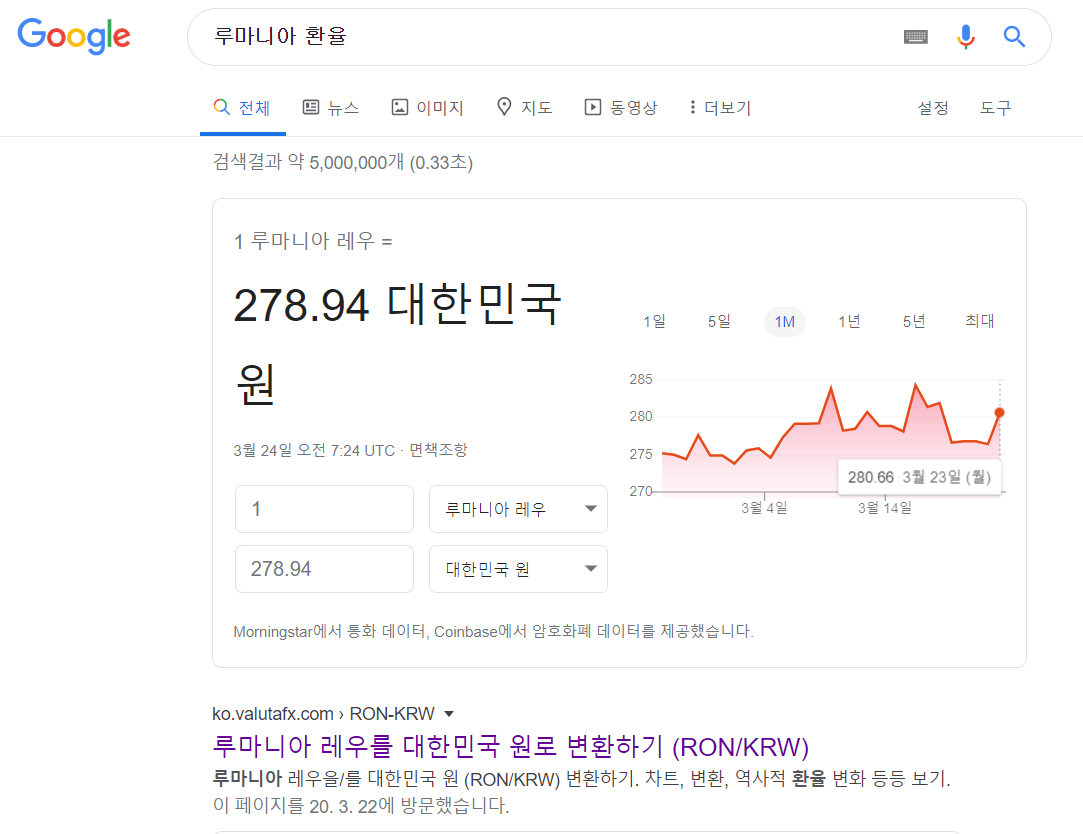 Google
루마니아 환율
전체 뉴스 이미지 지도 동영상 더보기 설정 도구
검색결과 약 5,000,000개 (0.33초)
1 루마니아 레우 =
278.94 대한민국
원
3월 24일 오전 7:24 UTC · 면책조항
1 루마니아 레우
278.94 대한민국 원
1일 5일 1M 1년 5년 최대
285
280
275
270
280.66 3월 23일 (월)
3월 4일 3월 14일
Morningstar에서 통화 데이터, Coinbase에서 암호화폐 데이터를 제공했습니다.
ko.valutafx.com › RON-KRW
루마니아 레우를 대한민국 원로 변환하기 (RON/KRW)
루마니아 레우을/를 대한민국 원 (RON/KRW) 변환하기. 차트, 변환, 역사적 환율 변화 등등 보기.
이 페이지를 20. 3. 22에 방문했습니다.